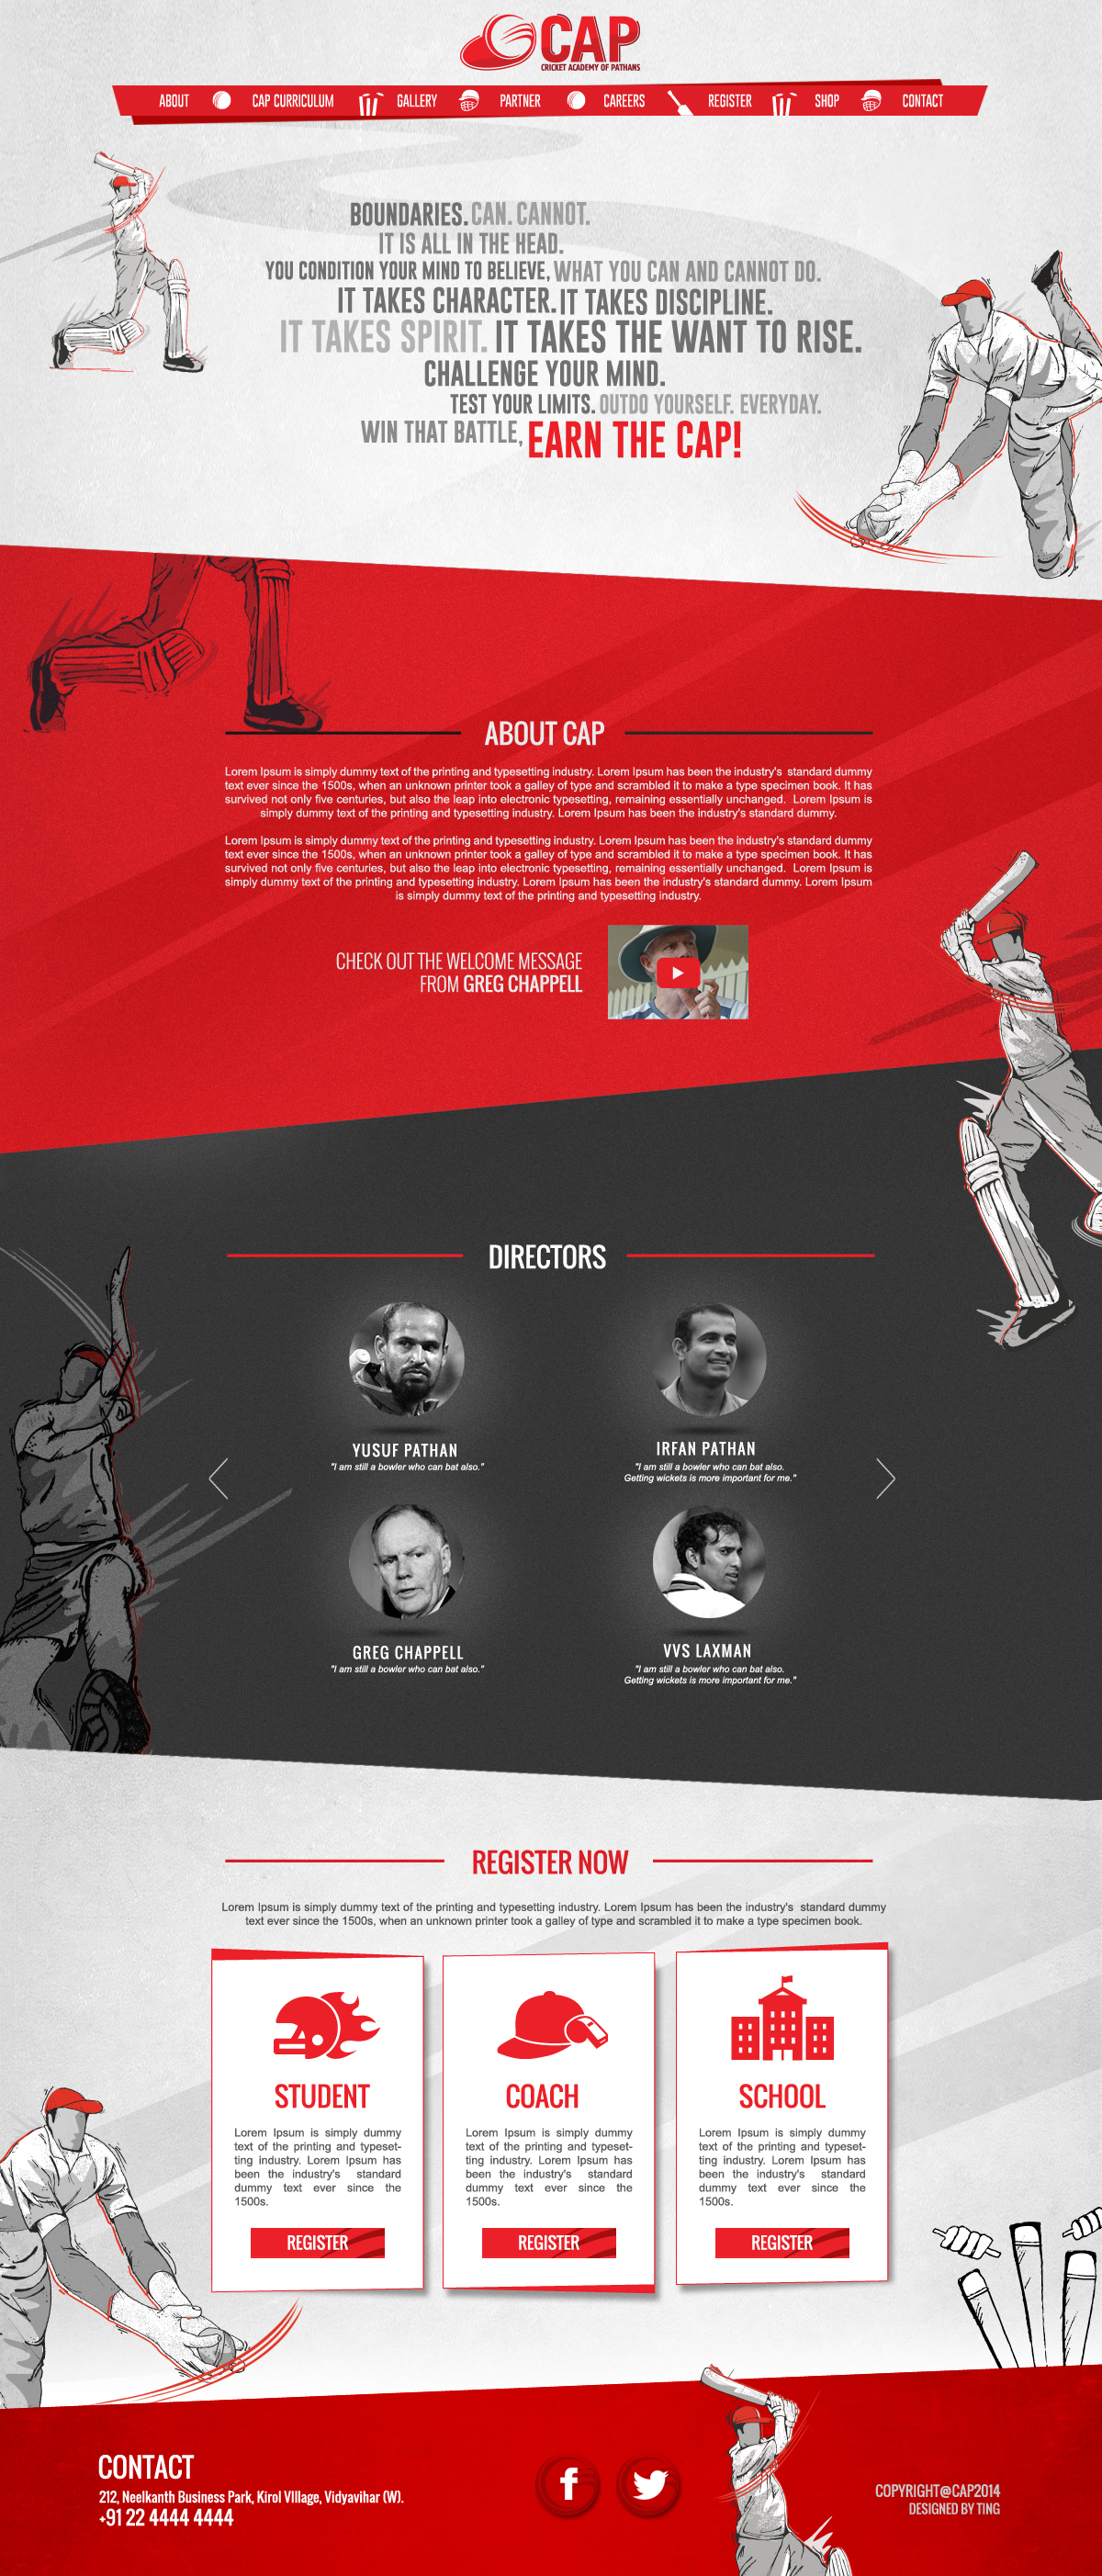 CAP
CRICKET ACADEMY OF PATHANS
ABOUT CAP CURRICULUM GALLERY PARTNER CAREERS REGISTER SHOP CONTACT
BOUNDARIES. CAN. CANNOT.
IT IS ALL IN THE HEAD.
YOU CONDITION YOUR MIND TO BELIEVE, WHAT YOU CAN AND CANNOT DO.
IT TAKES CHARACTER. IT TAKES DISCIPLINE.
IT TAKES SPIRIT. IT TAKES THE WANT TO RISE.
CHALLENGE YOUR MIND.
TEST YOUR LIMITS. OUTDO YOURSELF. EVERYDAY.
WIN THAT BATTLE, EARN THE CAP!
ABOUT CAP
Lorem Ipsum is simply dummy text of the printing and typesetting industry. Lorem Ipsum has been the industry's standard dummy
text ever since the 1500s, when an unknown printer took a galley of type and scrambled it to make a type specimen book. It has
survived not only five centuries, but also the leap into electronic typesetting, remaining essentially unchanged. Lorem Ipsum is
simply dummy text of the printing and typesetting industry. Lorem Ipsum has been the industry's standard dummy.
Lorem Ipsum is simply dummy text of the printing and typesetting industry. Lorem Ipsum has been the industry's standard dummy
text ever since the 1500s, when an unknown printer took a galley of type and scrambled it to make a type specimen book. It has
survived not only five centuries, but also the leap into electronic typesetting, remaining essentially unchanged. Lorem Ipsum is
simply dummy text of the printing and typesetting industry. Lorem Ipsum has been the industry's standard dummy. Lorem Ipsum
is simply dummy text of the printing and typesetting industry.
CHECK OUT THE WELCOME MESSAGE
FROM GREG CHAPPELL
DIRECTORS
YUSUF PATHAN
"I am still a bowler who can bat also."
IRFAN PATHAN
"I am still a bowler who can bat also.
Getting wickets is more important for me."
GREG CHAPPELL
"I am still a bowler who can bat also."
VVS LAXMAN
"I am still a bowler who can bat also.
Getting wickets is more important for me."
REGISTER NOW
Lorem Ipsum is simply dummy text of the printing and typesetting industry. Lorem Ipsum has been the industry's standard dummy
text ever since the 1500s, when an unknown printer took a galley of type and scrambled it to make a type specimen book.
STUDENT
Lorem Ipsum is simply dummy
text of the printing and typeset-
ting industry. Lorem Ipsum has
been the industry's standard
dummy text ever since the
1500s.
REGISTER
COACH
Lorem Ipsum is simply dummy
text of the printing and typeset-
ting industry. Lorem Ipsum has
been the industry's standard
dummy text ever since the
1500s.
REGISTER
SCHOOL
Lorem Ipsum is simply dummy
text of the printing and typeset-
ting industry. Lorem Ipsum has
been the industry's standard
dummy text ever since the
1500s.
REGISTER
CONTACT
212, Neelkanth Business Park, Kirol VIllage, Vidyavihar (W).
+91 22 4444 4444
f
COPYRIGHT@CAP2014
DESIGNED BY TING